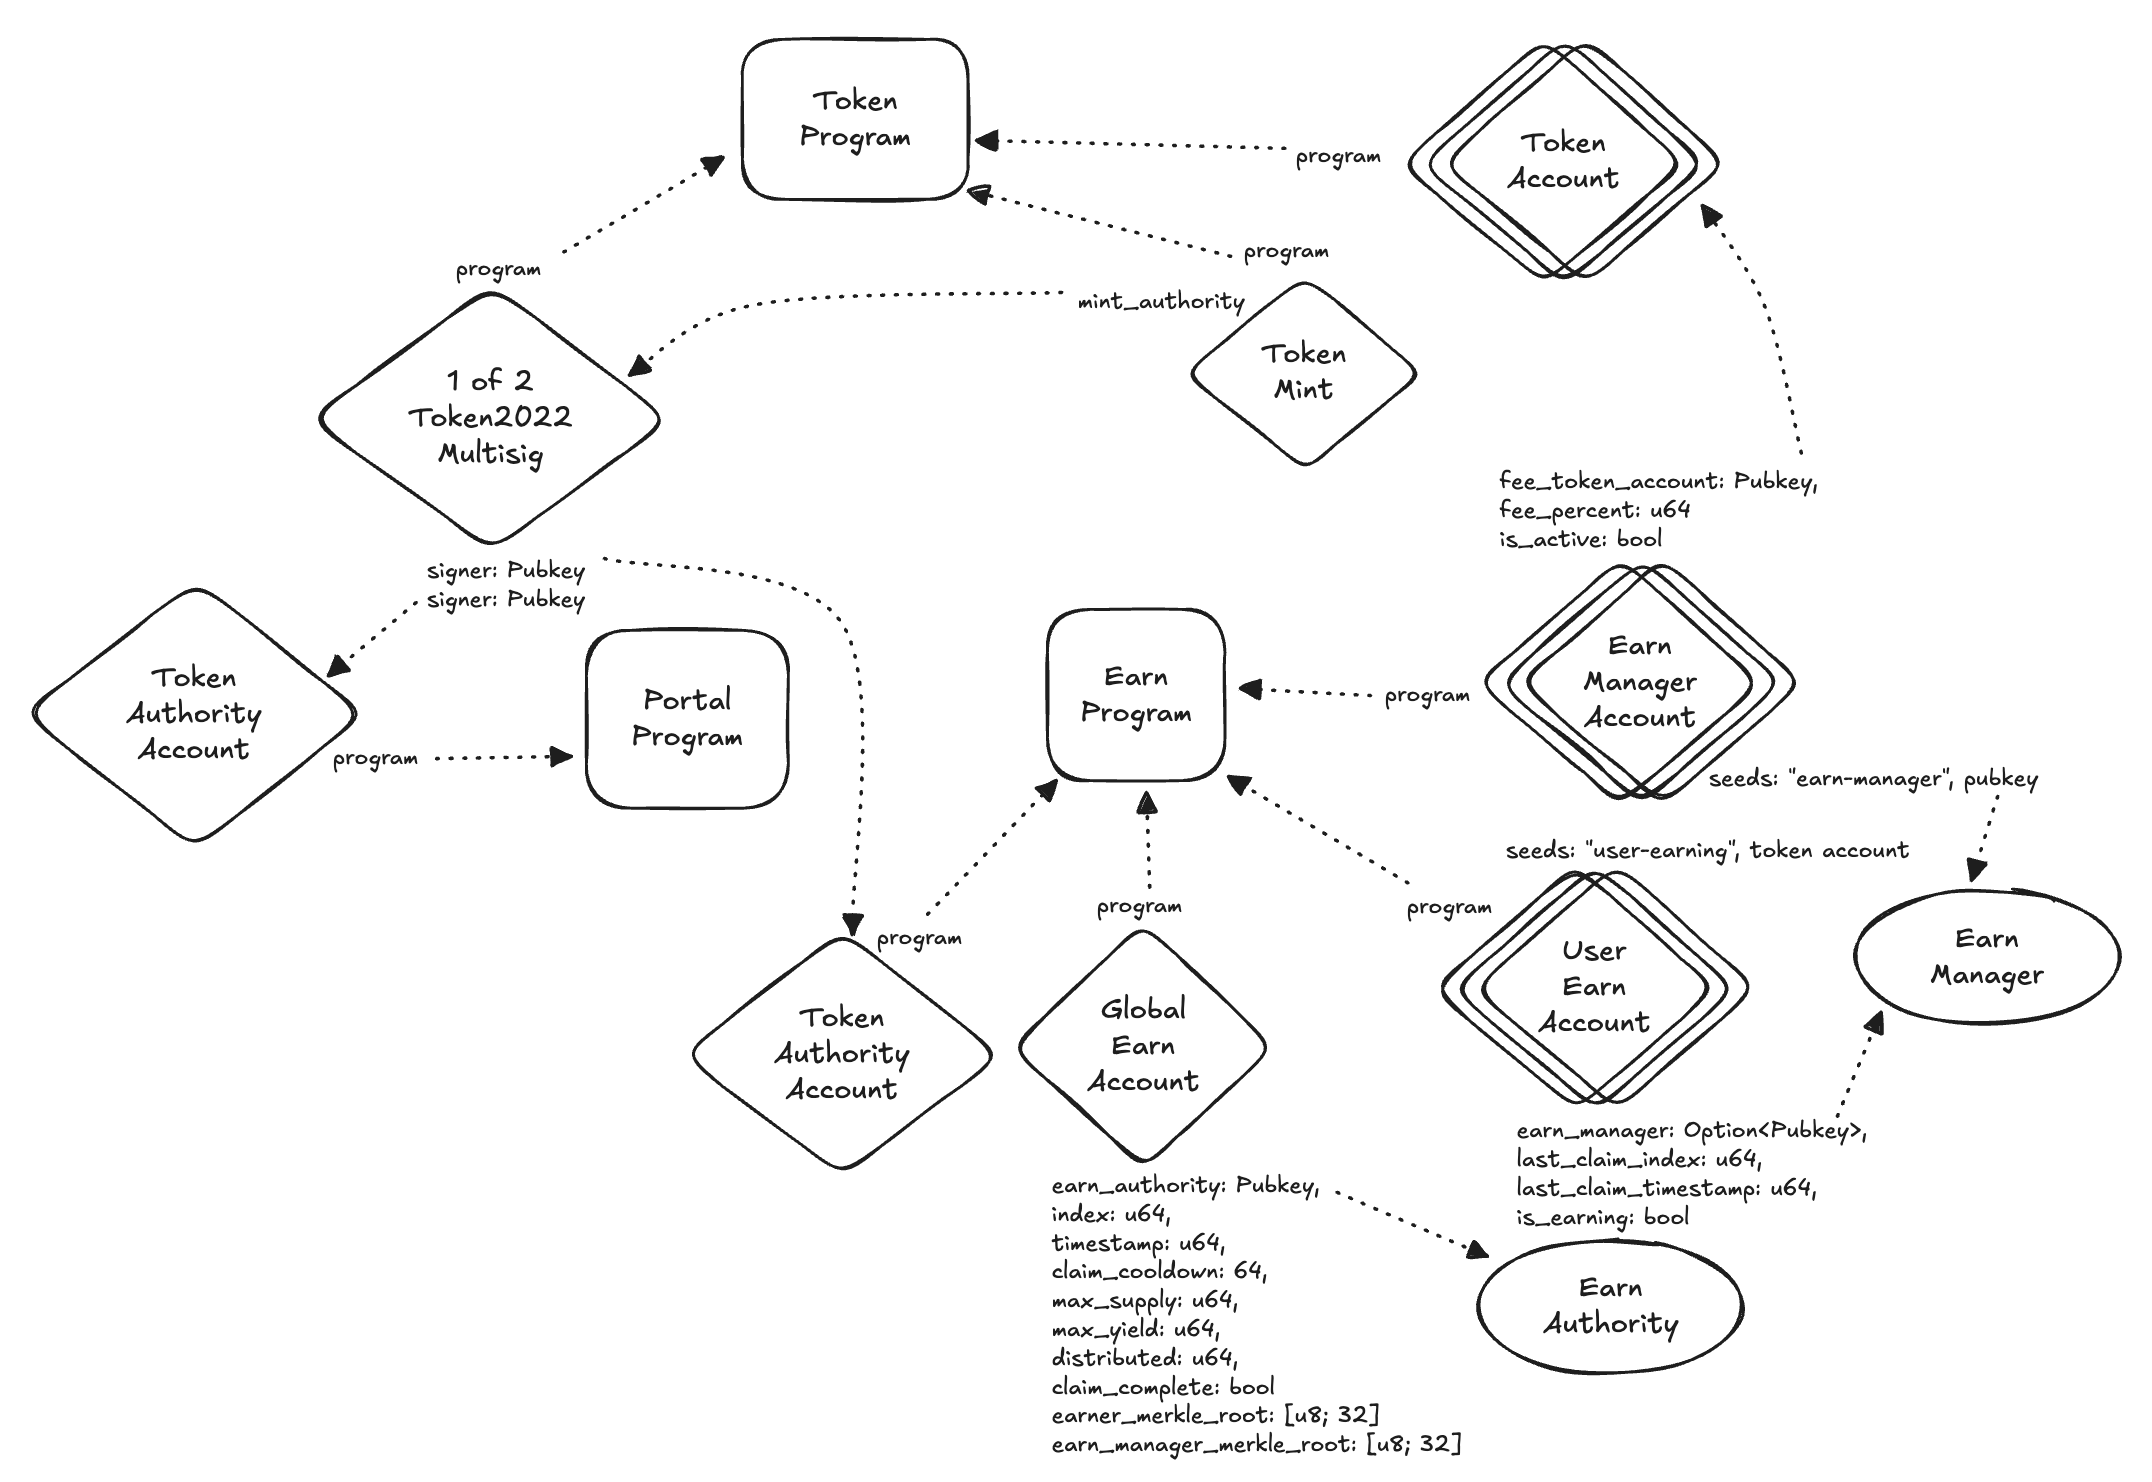 Token
Program
program
Token
Account
program
program
mint_authority
Token
Mint
1 of 2
Token2022
Multisig
signer: Pubkey
signer: Pubkey
fee_token_account: Pubkey,
fee_percent: u64
is_active: bool
Token
Authority
Account
program
Portal
Program
Earn
Program
program
Earn
Manager
Account
seeds: "earn-manager", pubkey
seeds: "user-earning", token account
program
program
program
Token
Authority
Account
Global
Earn
Account
User
Earn
Account
Earn
Manager
earn_manager: Option<Pubkey>,
last_claim_index: u64,
last_claim_timestamp: u64,
is_earning: bool
earn_authority: Pubkey,
index: u64,
timestamp: u64,
claim_cooldown: 64,
max_supply: u64,
max_yield: u64,
distributed: u64,
claim_complete: bool
earner_merkle_root: [u8; 32]
earn_manager_merkle_root: [u8; 32]
Earn
Authority